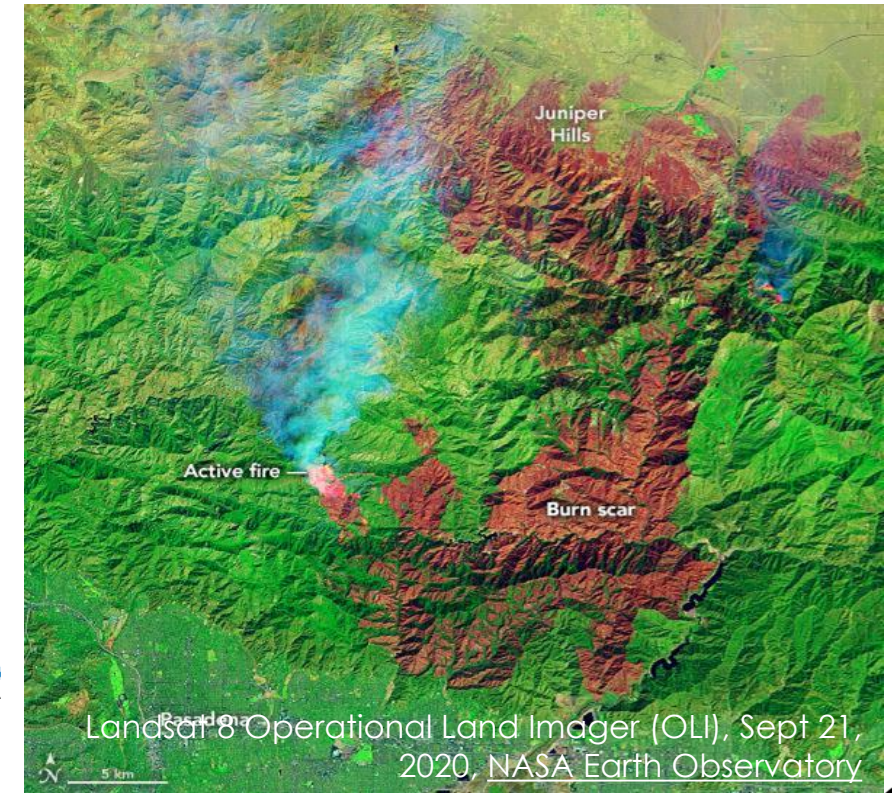 Juniper
Hills
Active fire
Burn scar
Pasadena
Landsat 8 Operational Land Imager (OLI), Sept 21,
2020, NASA Earth Observatory
N
5 km